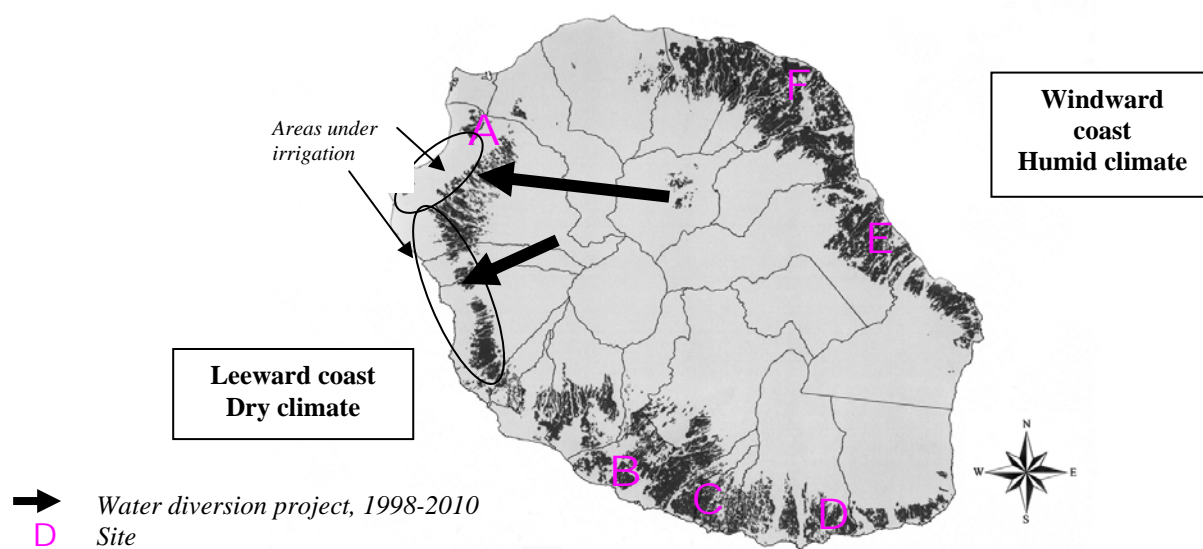 F
Windward
coast
Humid climate
Areas under
irrigation
A
E
Leeward coast
Dry climate
N
W
E
S
B
C
D
Water diversion project, 1998-2010
D
Site